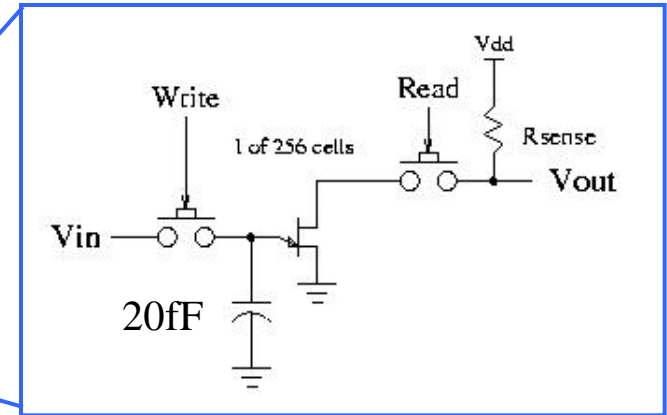 Vdd
Write
Read
1 of 256 cells
Rsense
Vout
Vin
20fF